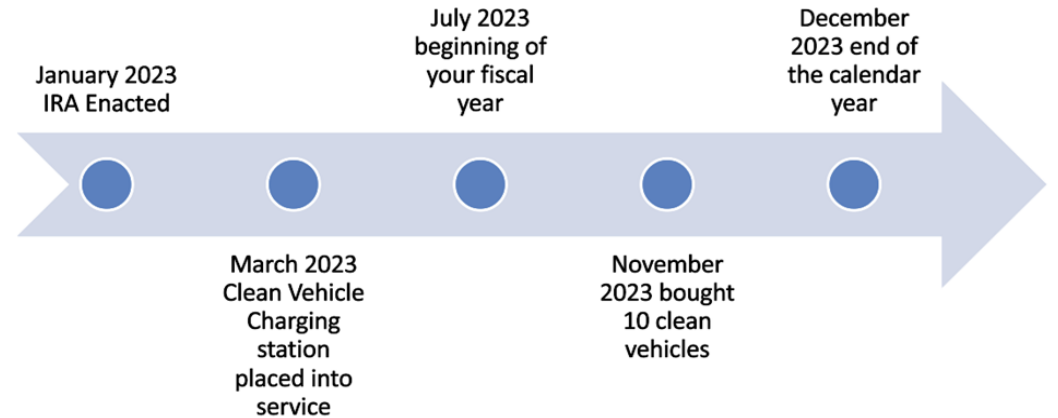 January 2023
IRA Enacted
March 2023
Clean Vehicle
Charging
station
placed into
service
July 2023
beginning of
your fiscal
year
November
2023 bought
10 clean
vehicles
December
2023 end of
the calendar
year